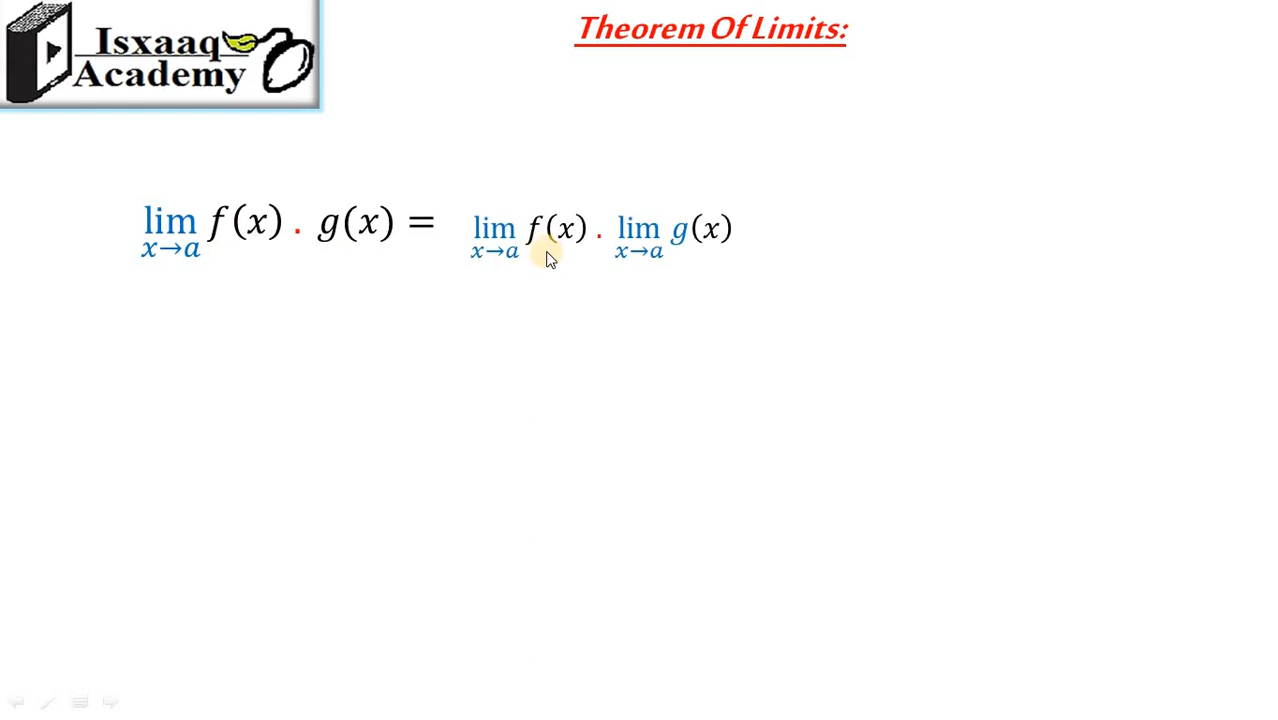 Isxaaq
Academy
Theorem Of Limits:
lim x→a f(x) . g(x) = lim x→a f(x) . lim x→a g(x)